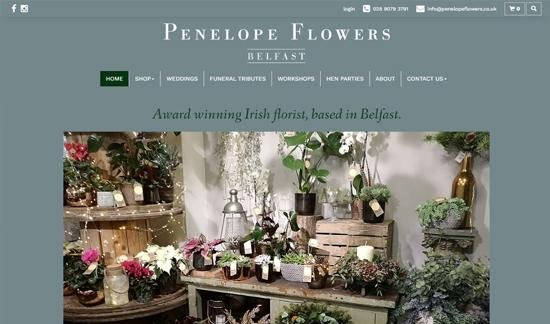 login 028 9079 3791 info@penelopeflowers.co.uk 0
PENELOPE FLOWERS
BELFAST
HOME SHOP WEDDINGS FUNERAL TRIBUTES WORKSHOPS HEN PARTIES ABOUT CONTACT US
Award winning Irish florist, based in Belfast.